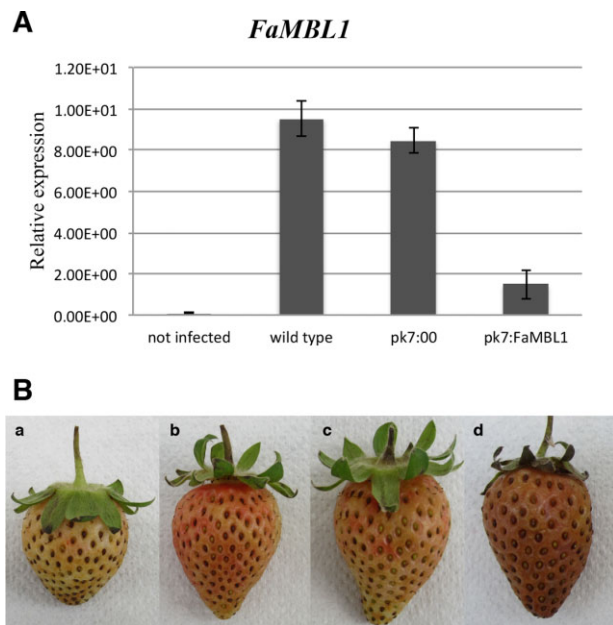 A
FaMBL1
Relative expression
1.20E+01
1.00E+01
8.00E+00
6.00E+00
4.00E+00
2.00E+00
0.00E+00
not infected wild type pk7:00 pk7:FaMBL1
B
a b c d